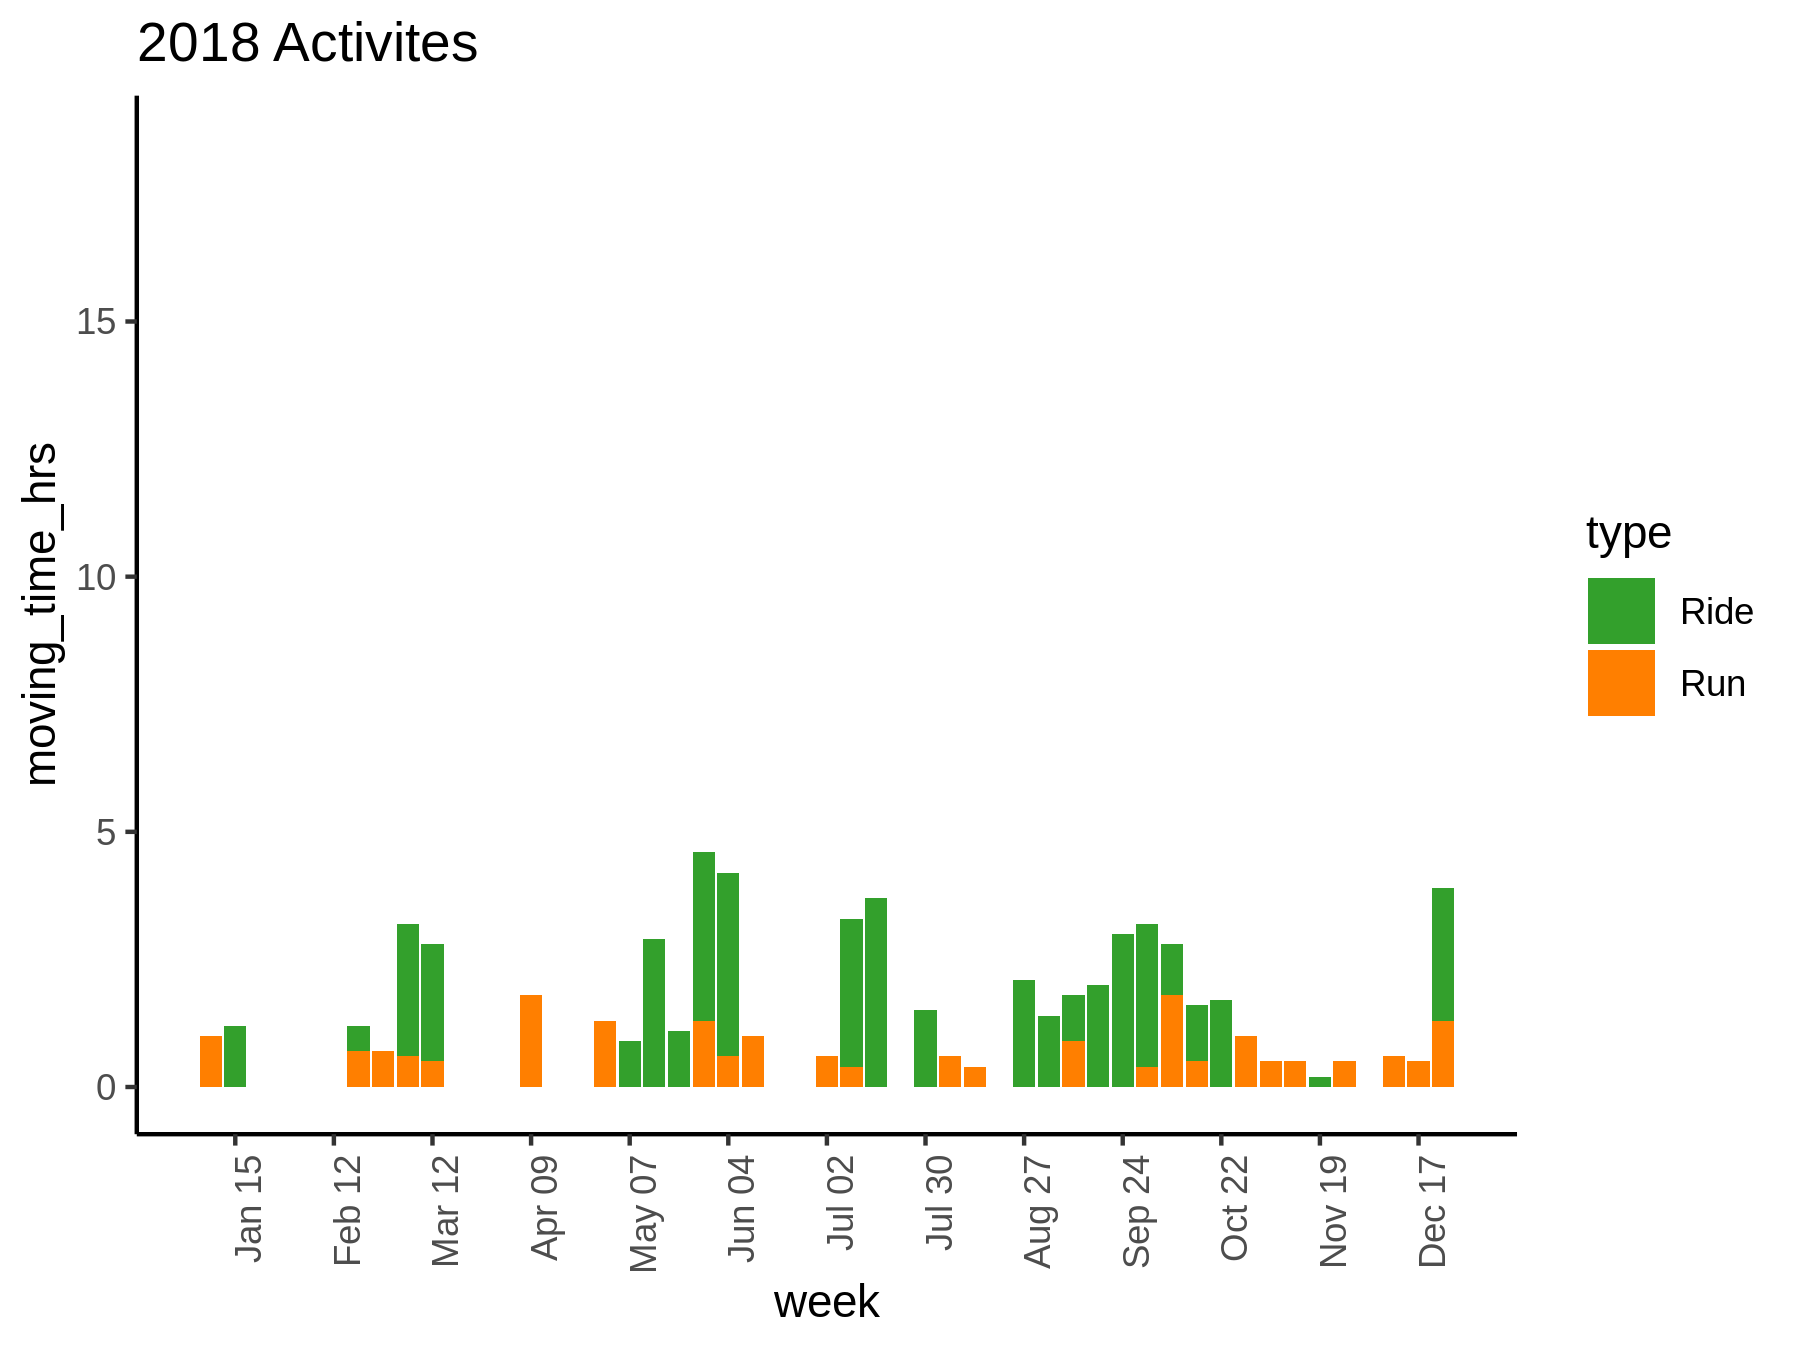 2018 Activites
moving_time_hrs
15
10
5
0
Jan 15
Feb 12
Mar 12
Apr 09
May 07
Jun 04
Jul 02
Jul 30
Aug 27
Sep 24
Oct 22
Nov 19
Dec 17
week
type
Ride
Run